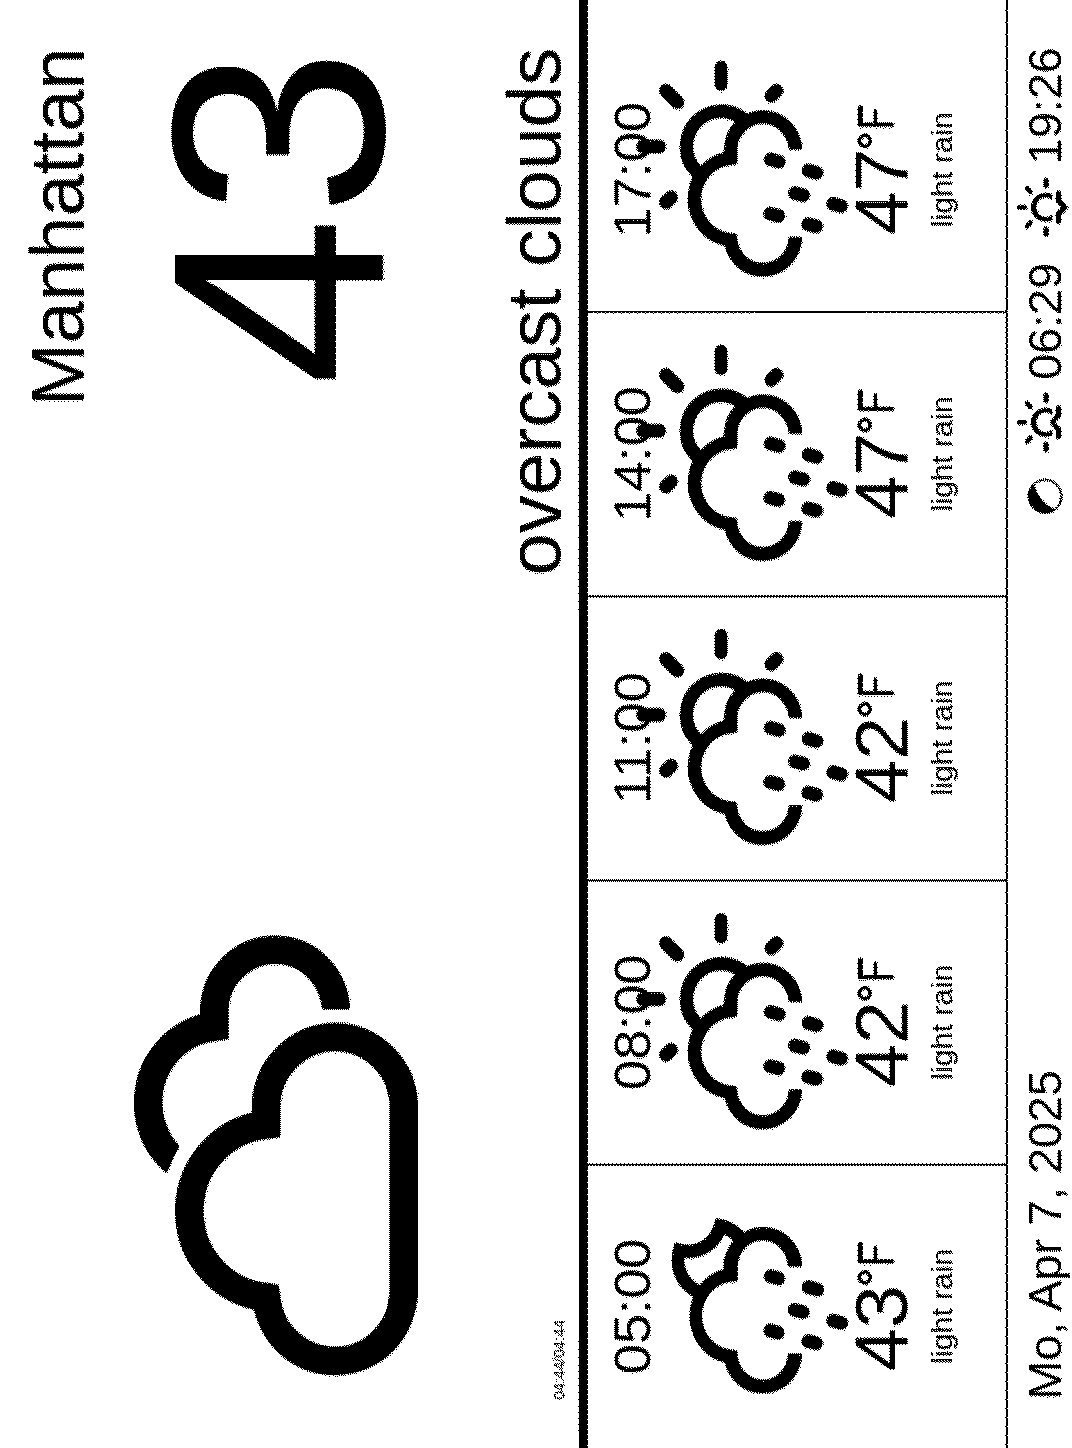 Manhattan
43
overcast clouds
04:44/04:44
05:00 08:00 11:00 14:00 17:00
43°F 42°F 42°F 47°F 47°F
light rain light rain light rain light rain light rain
Mo, Apr 7, 2025 06:29 19:26